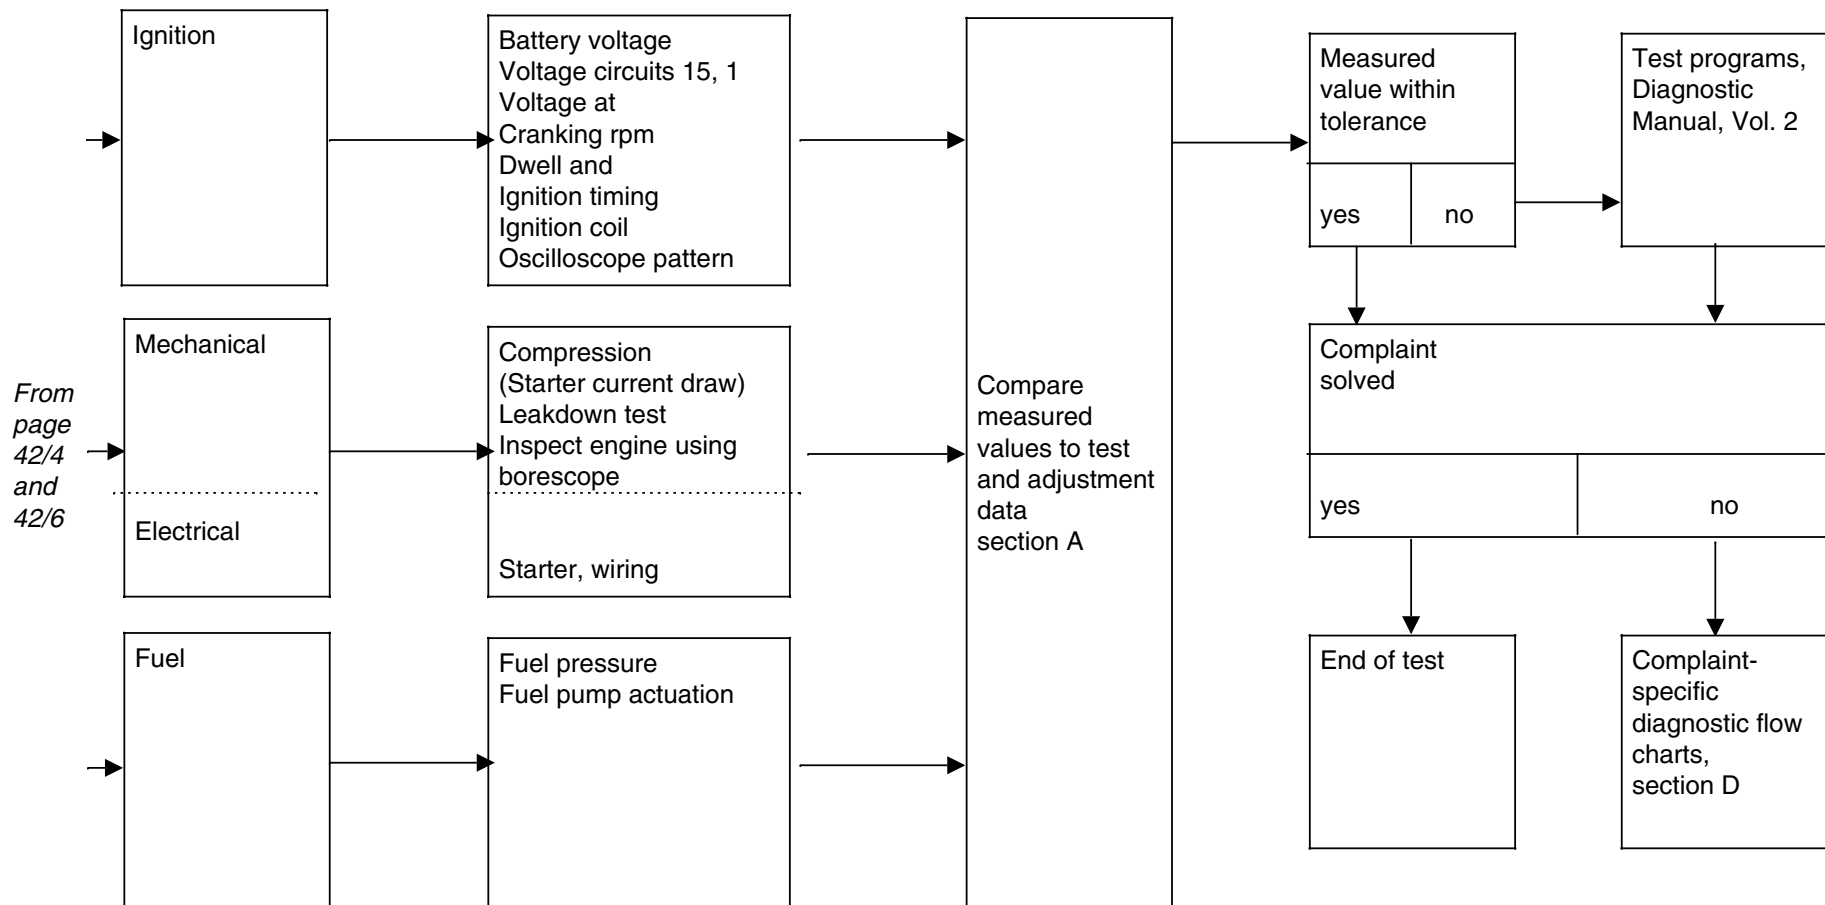 From
page
42/4
and
42/6
Ignition
Battery voltage
Voltage circuits 15, 1
Voltage at
Cranking rpm
Dwell and
Ignition timing
Ignition coil
Oscilloscope pattern
Mechanical
Electrical
Compression
(Starter current draw)
Leakdown test
Inspect engine using
borescope
Starter, wiring
Fuel
Fuel pressure
Fuel pump actuation
Compare
measured
values to test
and adjustment
data
section A
Measured
value within
tolerance
yes
no
Test programs,
Diagnostic
Manual, Vol. 2
Complaint
solved
yes
no
End of test
Complaint-
specific
diagnostic flow
charts,
section D